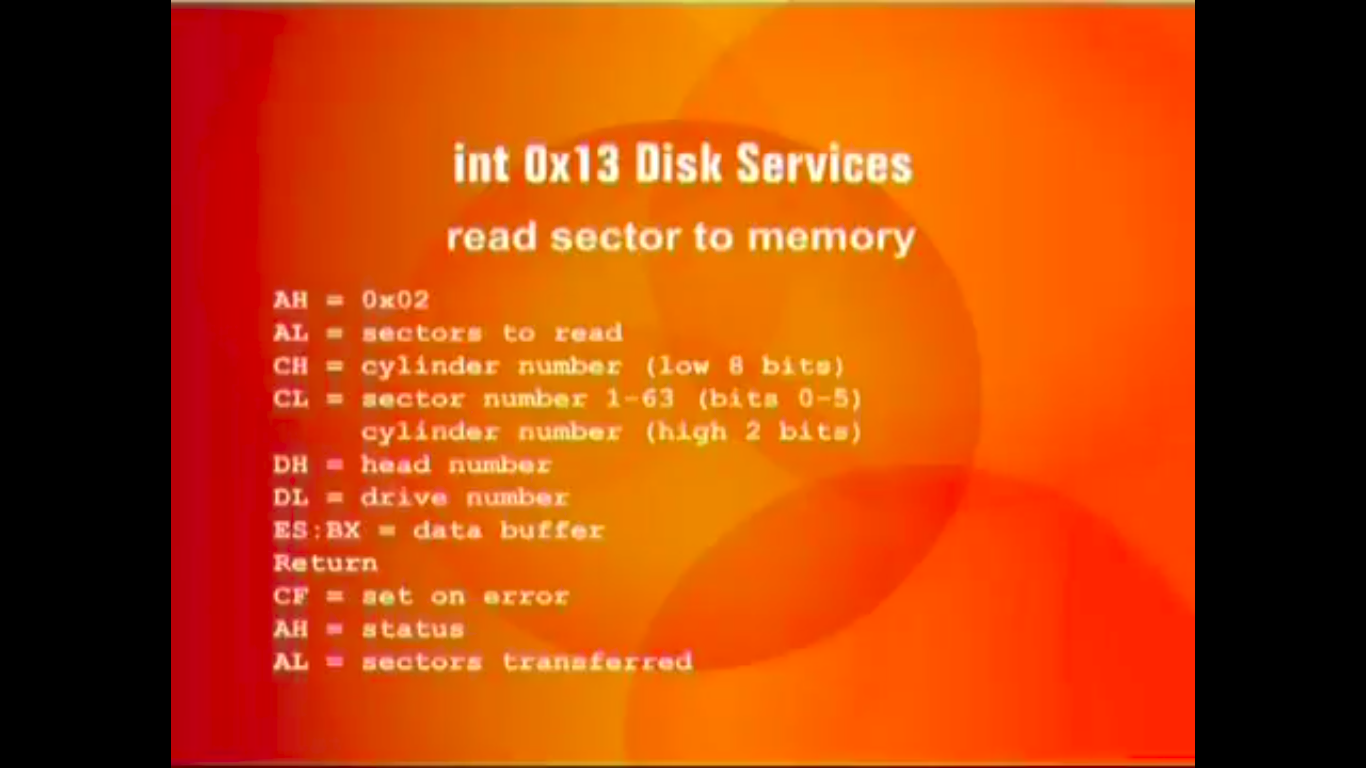 int 0x13 Disk Services
read sector to memory
AH = 0x02
AL = sectors to read
CH = cylinder number (low 8 bits)
CL = sector number 1-63 (bits 0-5)
cylinder number (high 2 bits)
DH = head number
DL = drive number
ES:BX = data buffer
Return
CF = set on error
AH = status
AL = sectors transferred